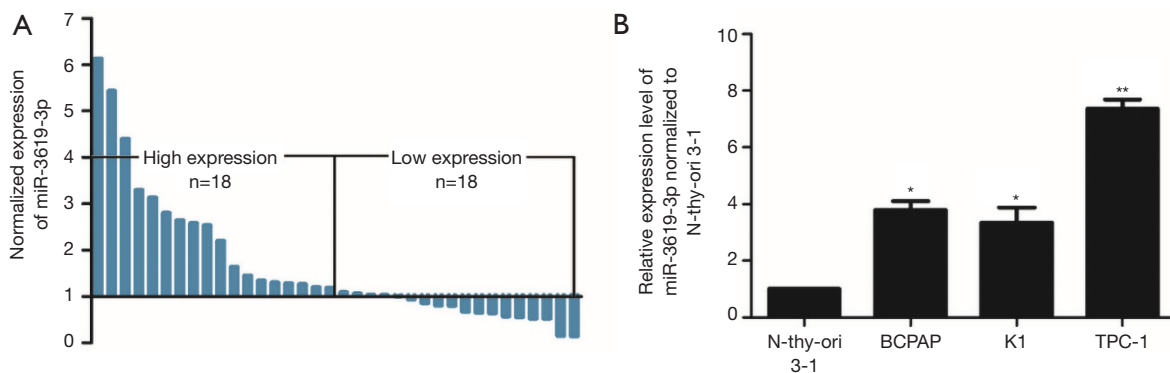 A
Normalized expression
of miR-3619-3p
7
6
5
4
3
2
1
0
High expression
n=18
Low expression
n=18
B
Relative expression level of
miR-3619-3p normalized to
N-thy-ori 3-1
10
8
6
4
2
0
*
*
**
N-thy-ori
3-1
BCPAP
K1
TPC-1